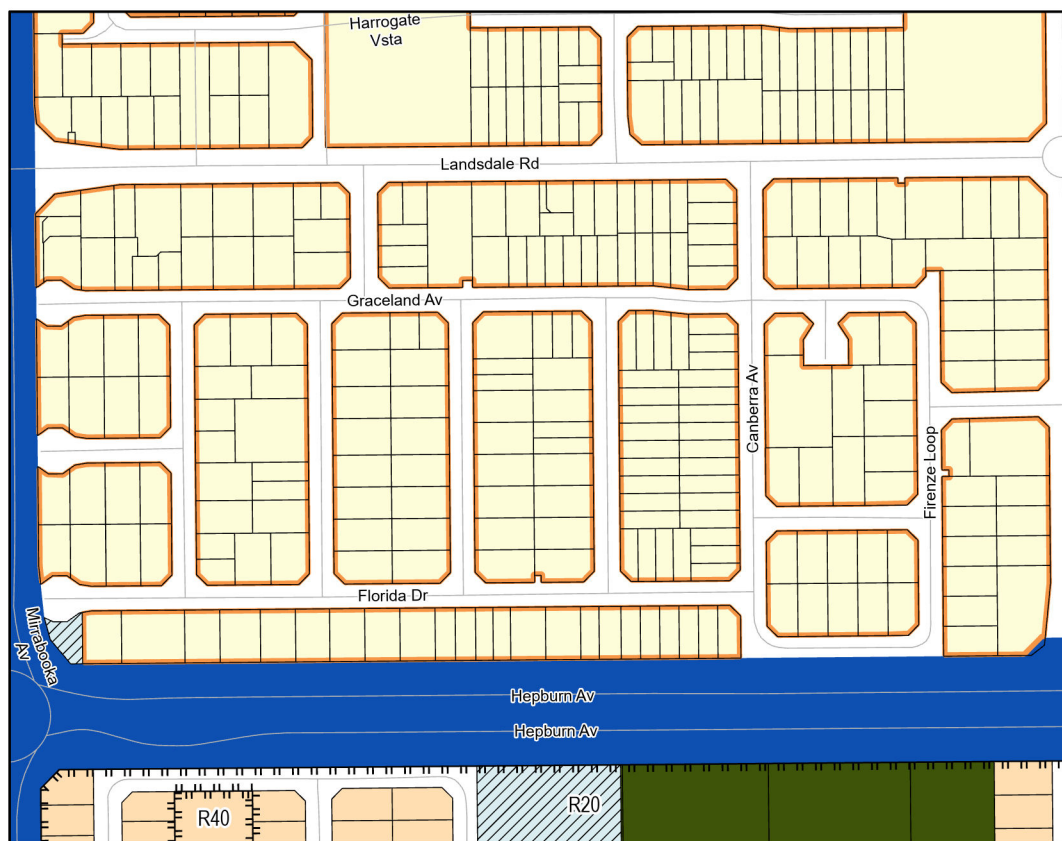 Harrogate
Vsta
Landsdale Rd
Graceland Av
Canberra Av
Firenze Loop
Florida Dr
Mirrabooka
Av
Hepburn Av
Hepburn Av
R20
R40